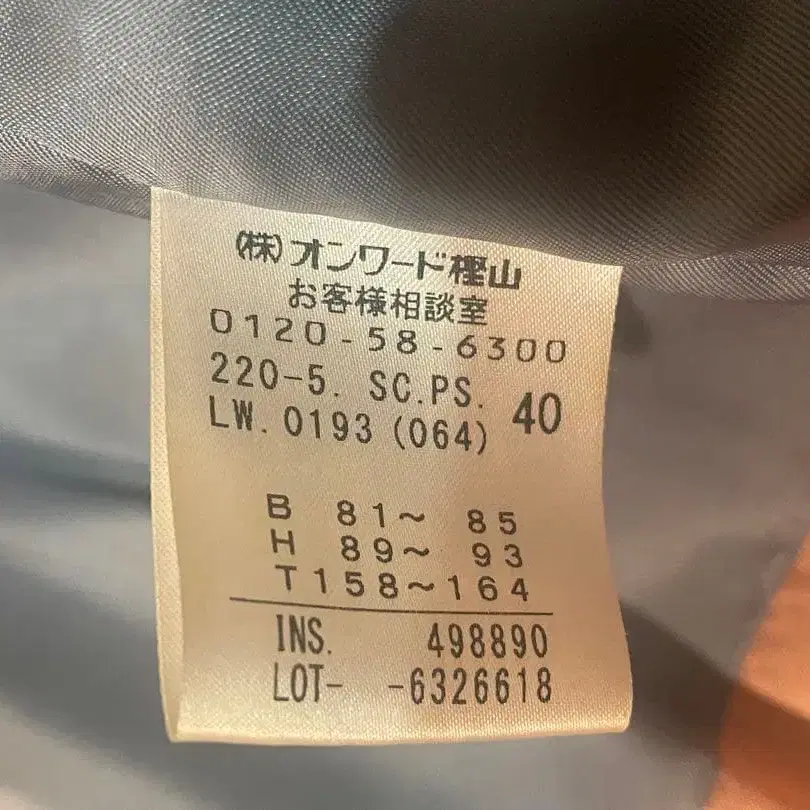 (株)オンワード樫山
お客様相談室
0120-58-6300
220-5. SC.PS. 40
LW. 0193 (064)
B 81～ 85
H 89～ 93
T158～164
INS. 498890
LOT- -6326618